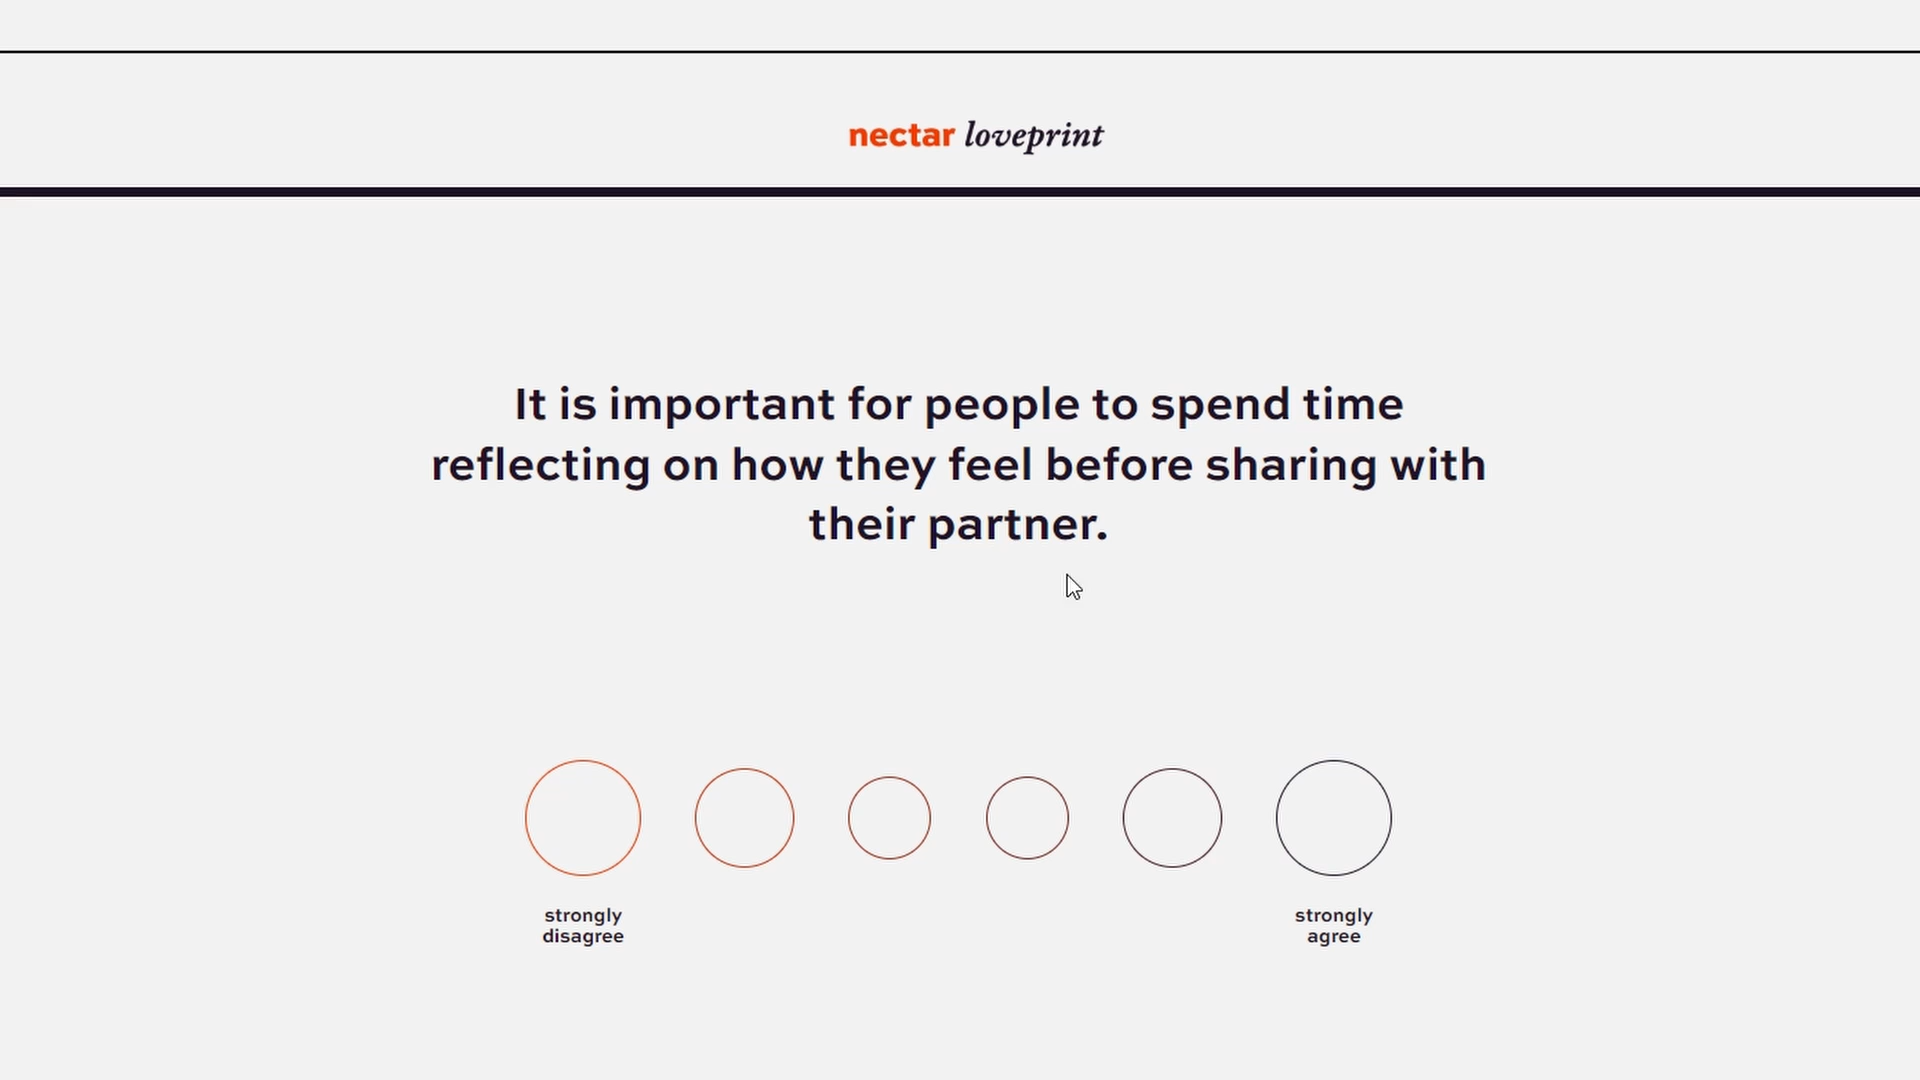 nectar loveprint
It is important for people to spend time
reflecting on how they feel before sharing with
their partner.
strongly
disagree
strongly
agree